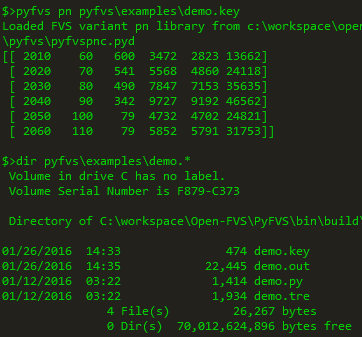 $>pyfvs pn pyfvs\examples\demo.key
Loaded FVS variant pn library from c:\workspace\open-
\pyfvs\pyfvspnc.pyd
[[ 2010 60 600 3472 2823 13662]
[ 2020 70 541 5568 4860 24118]
[ 2030 80 490 7847 7153 35635]
[ 2040 90 342 9727 9192 46562]
[ 2050 100 79 4732 4702 24821]
[ 2060 110 79 5852 5791 31753]]
$>dir pyfvs\examples\demo.*
Volume in drive C has no label.
Volume Serial Number is F879-C373
Directory of C:\workspace\Open-FVS\PyFVS\bin\build\
01/26/2016 14:33 474 demo.key
01/26/2016 14:35 22,445 demo.out
01/12/2016 03:22 1,414 demo.py
01/12/2016 03:22 1,934 demo.tre
4 File(s) 26,267 bytes
0 Dir(s) 70,012,624,896 bytes free